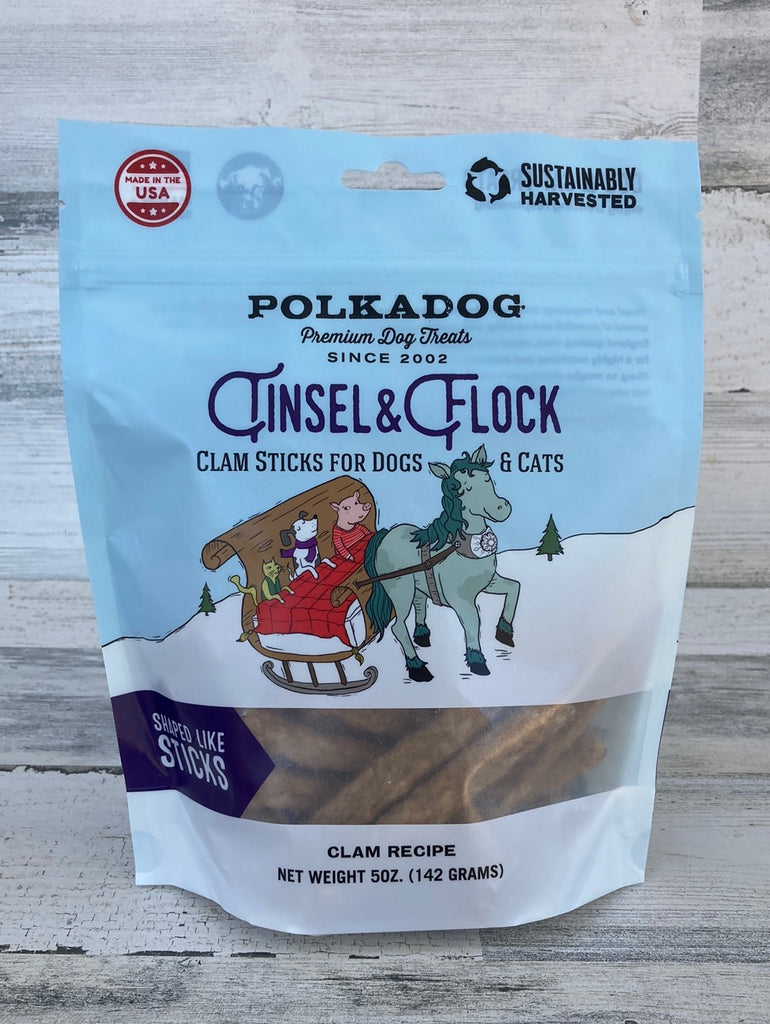 MADE IN THE
USA
SUSTAINABLY
HARVESTED
POLKADOG
Premium Dog Treats
SINCE 2002
TINSEL & FLOCK
CLAM STICKS FOR DOGS & CATS
SHAPED LIKE
STICKS
CLAM RECIPE
NET WEIGHT 5OZ. (142 GRAMS)